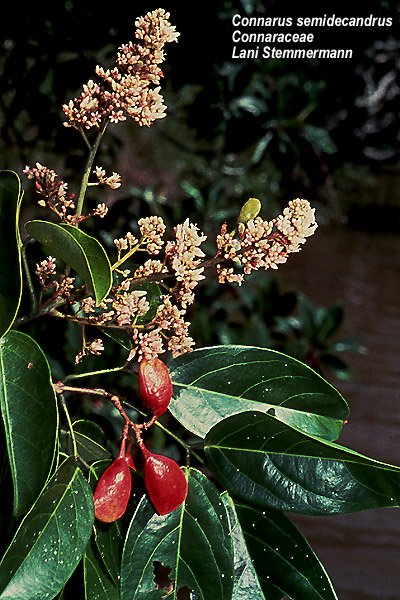 Connarus semidecandrus
Connaraceae
Lani Stemmermann